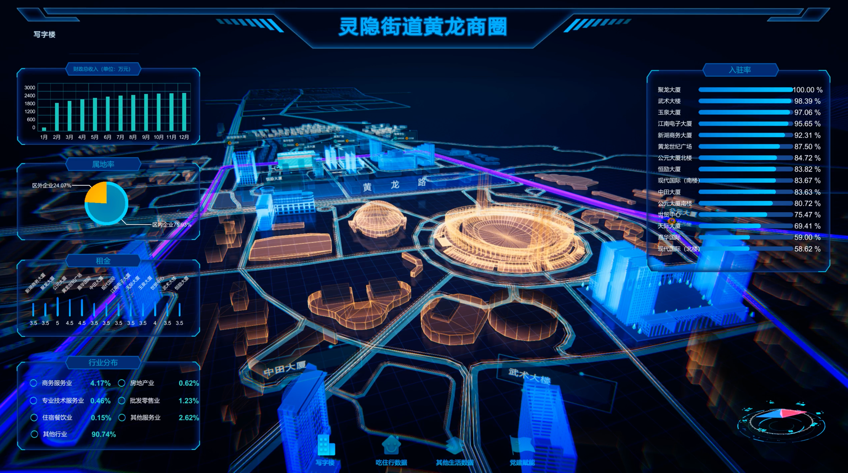 灵隐街道黄龙商圈
写字楼
财政总收入（单位：万元）
3000
2400
1800
1200
600
0
1月 2月 3月 4月 5月 6月 7月 8月 9月 10月 11月 12月
属地率
区外企业24.07%
区内企业75.93%
租金
3.5 3.5 5 4.5 4.5 3.5 3.5 3.5 3.5 3.5 4 3.5 3.5
行业分布
商务服务业 4.17% 房地产业 0.62%
专业技术服务业 0.46% 批发零售业 1.23%
住宿餐饮业 0.15% 其他服务业 2.62%
其他行业 90.74%
入驻率
聚龙大厦 100.00 %
武术大楼 98.39 %
玉泉大厦 97.06 %
江南电子大厦 95.65 %
新湖商务大厦 92.31 %
黄龙世纪广场 87.50 %
公元大厦北楼 84.72 %
恒励大厦 83.82 %
现代国际（南楼） 83.67 %
中田大厦 83.63 %
公元大厦南楼 80.72 %
世贸中心 75.47 %
69.41 %
59.00 %
现代国际（北楼） 58.62 %
黄 龙 路
中田大厦
武术大楼
写字楼
吃住行数据
其他生活数据
党建赋能